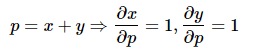 p = x + y ⇒ ∂x/∂p = 1, ∂y/∂p = 1